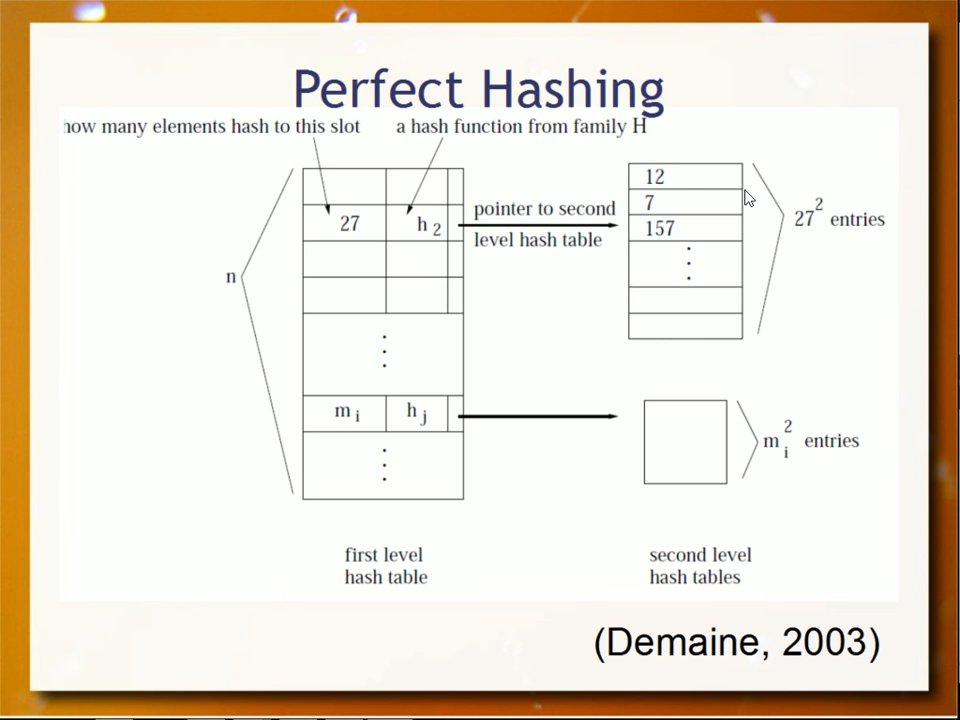 Perfect Hashing
how many elements hash to this slot
a hash function from family H
27
h 2
pointer to second
level hash table
12
7
157
27 2 entries
n
m i
h j
m 2 i entries
first level
hash table
second level
hash tables
(Demaine, 2003)